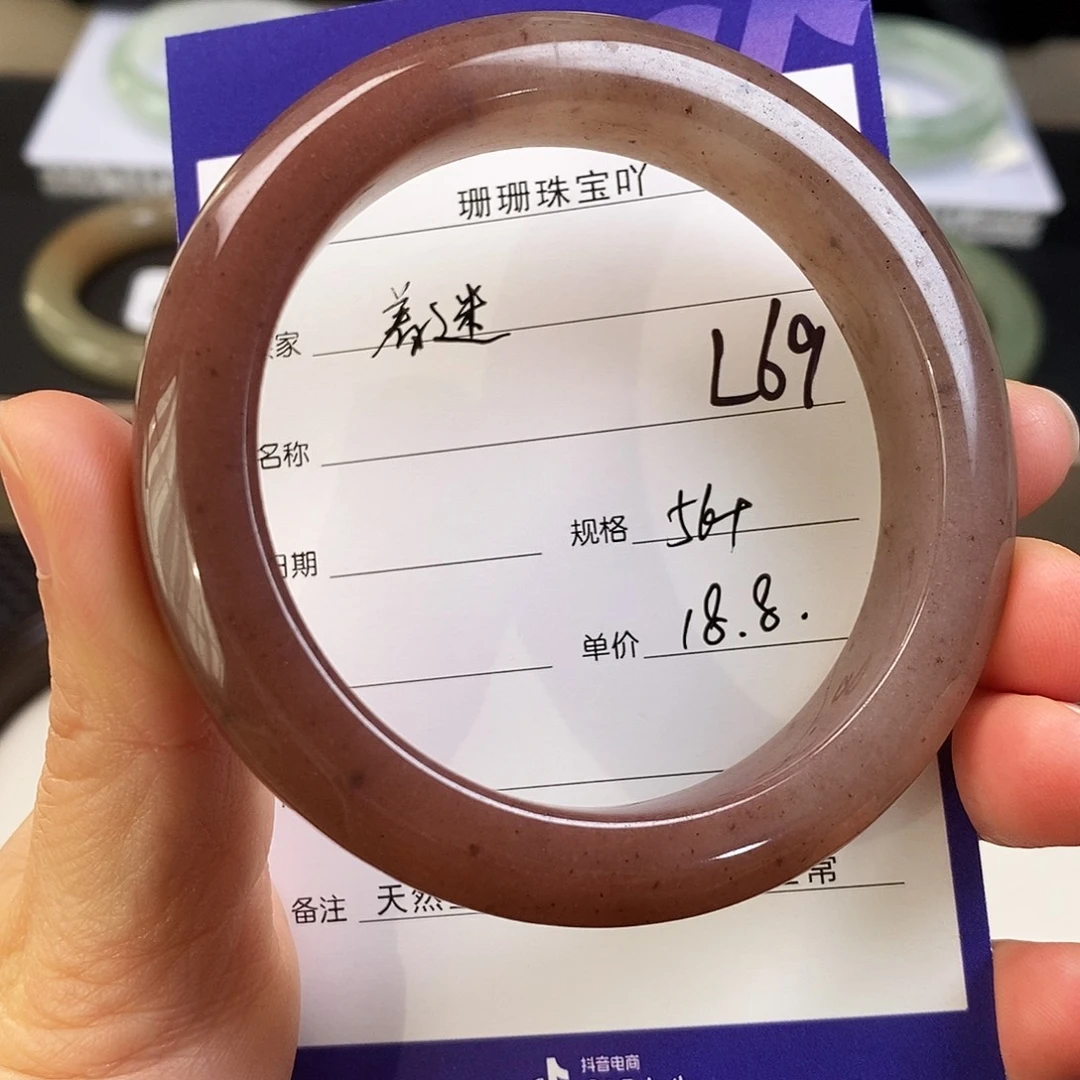 珊珊珠宝吖
家 着迷
L69
名称
日期
规格 56+
单价 18.8.
备注 天然 常
抖音电商